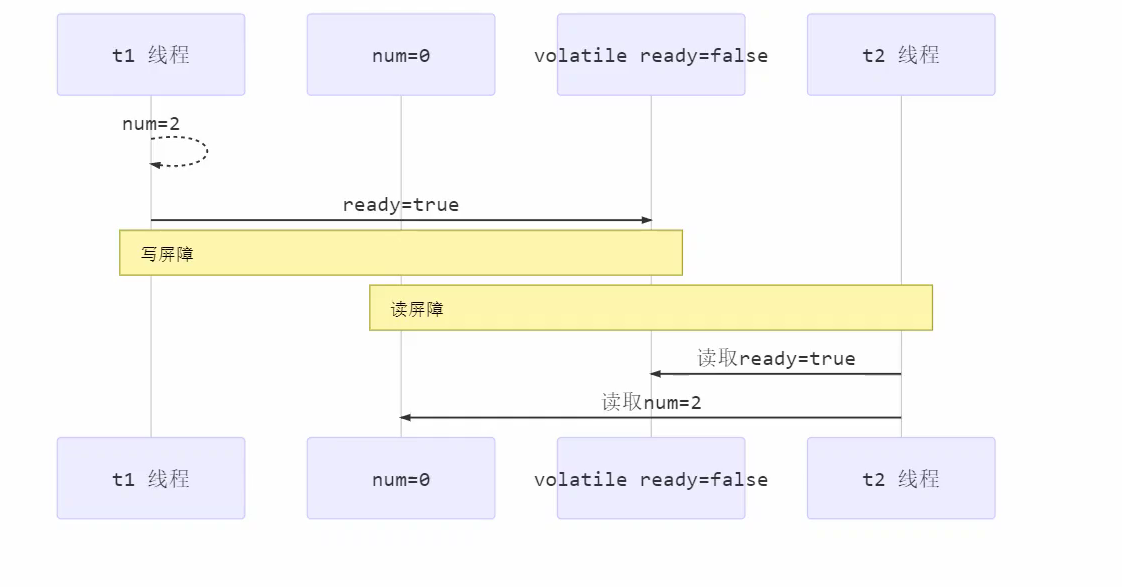 t1 线程
num=0
volatile ready=false
t2 线程
num=2
ready=true
写屏障
读屏障
读取ready=true
读取num=2
t1 线程
num=0
volatile ready=false
t2 线程